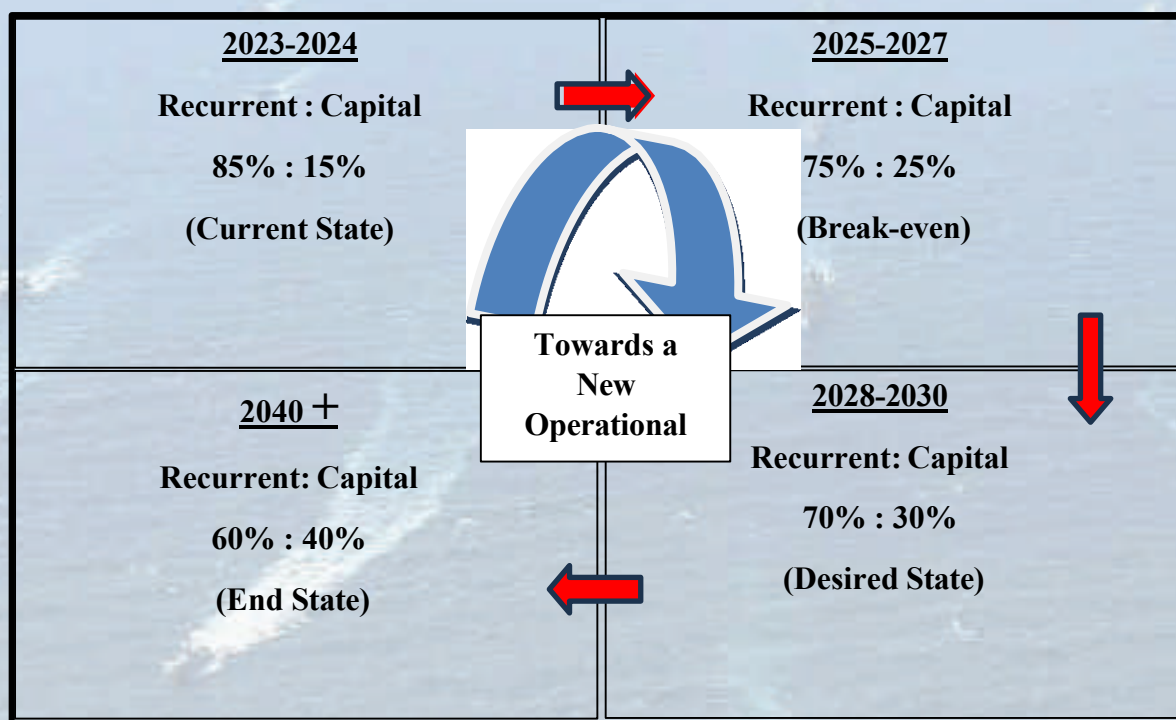 2023-2024
Recurrent : Capital
85% : 15%
(Current State)
2025-2027
Recurrent : Capital
75% : 25%
(Break-even)
Towards a
New
Operational
2040 +
Recurrent: Capital
60% : 40%
(End State)
2028-2030
Recurrent: Capital
70% : 30%
(Desired State)